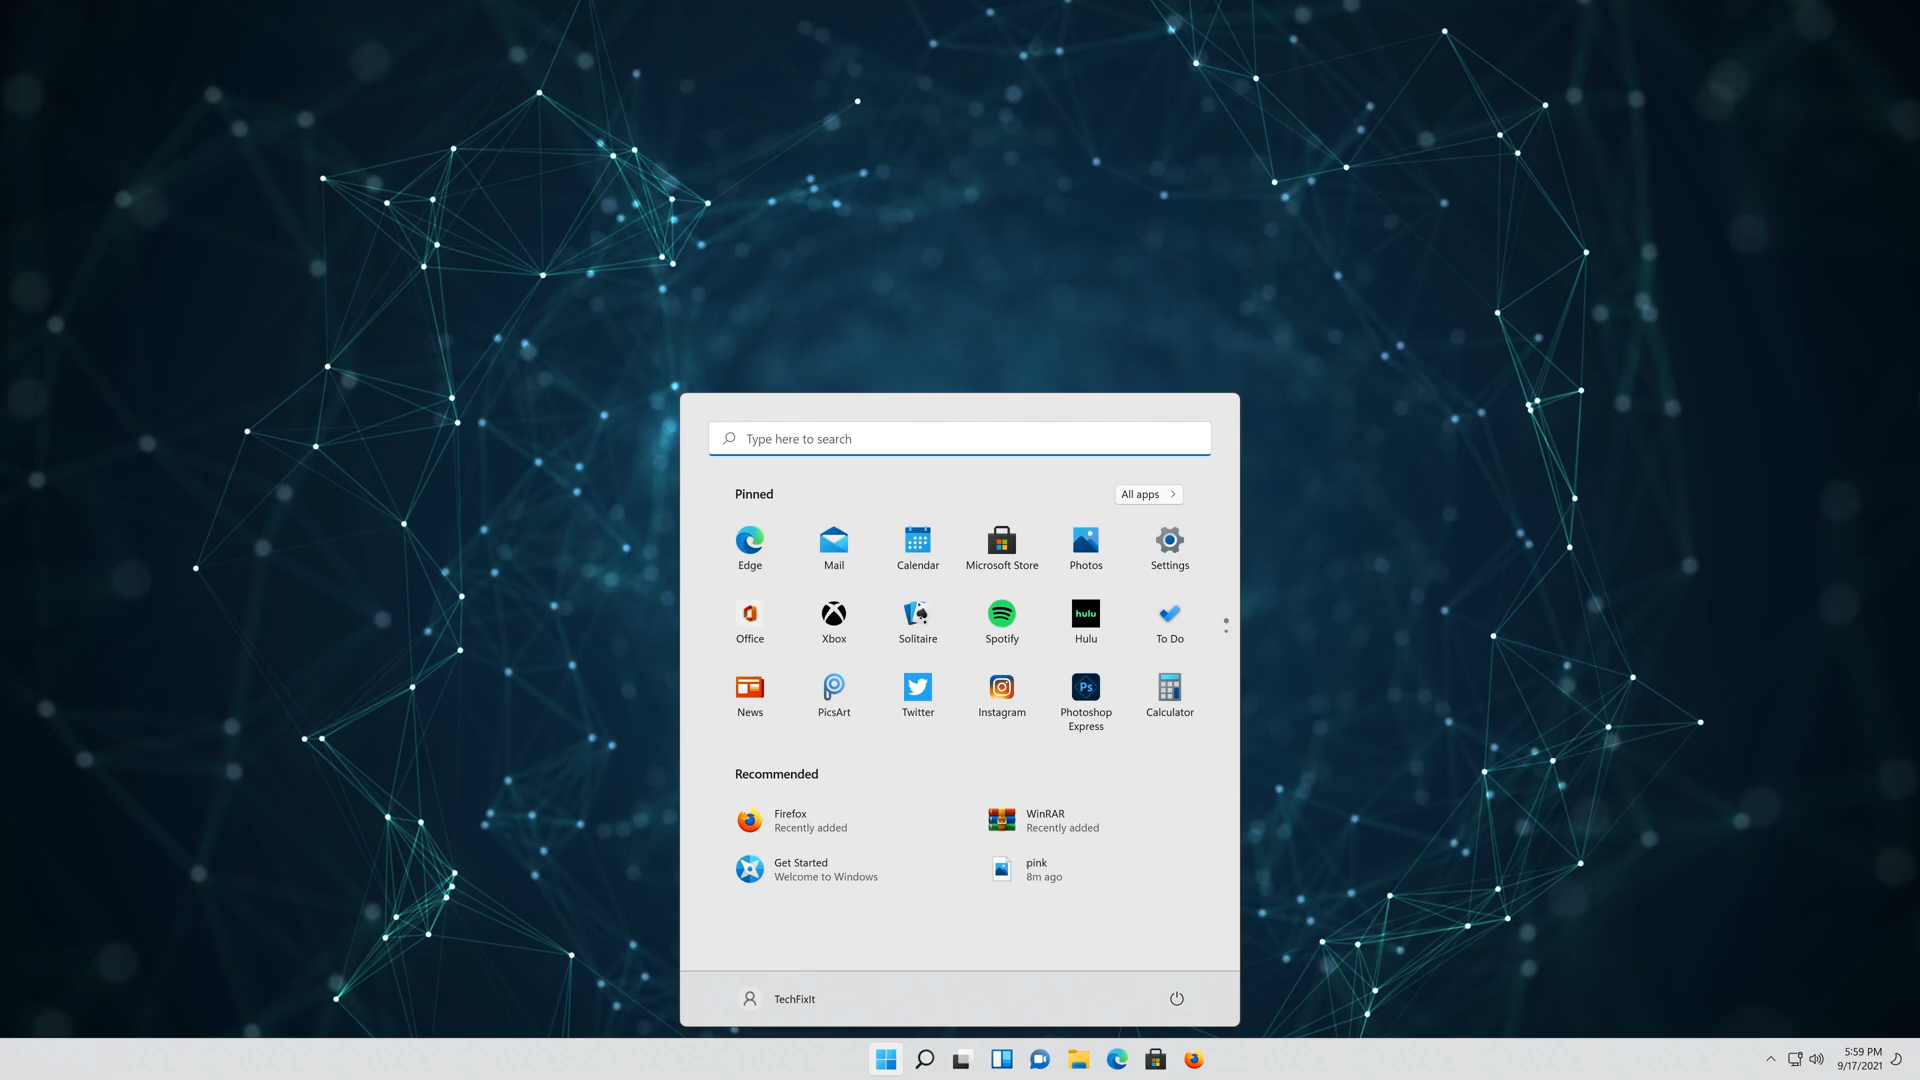 Type here to search
Pinned
All apps
Edge
Mail
Calendar
Microsoft Store
Photos
Settings
Office
Xbox
Solitaire
Spotify
hulu
Hulu
To Do
News
PicsArt
Twitter
Instagram
Ps
Photoshop
Express
Calculator
Recommended
Firefox
Recently added
WinRAR
Recently added
Get Started
Welcome to Windows
pink
8m ago
TechFixIt
5:59 PM
9/17/2021